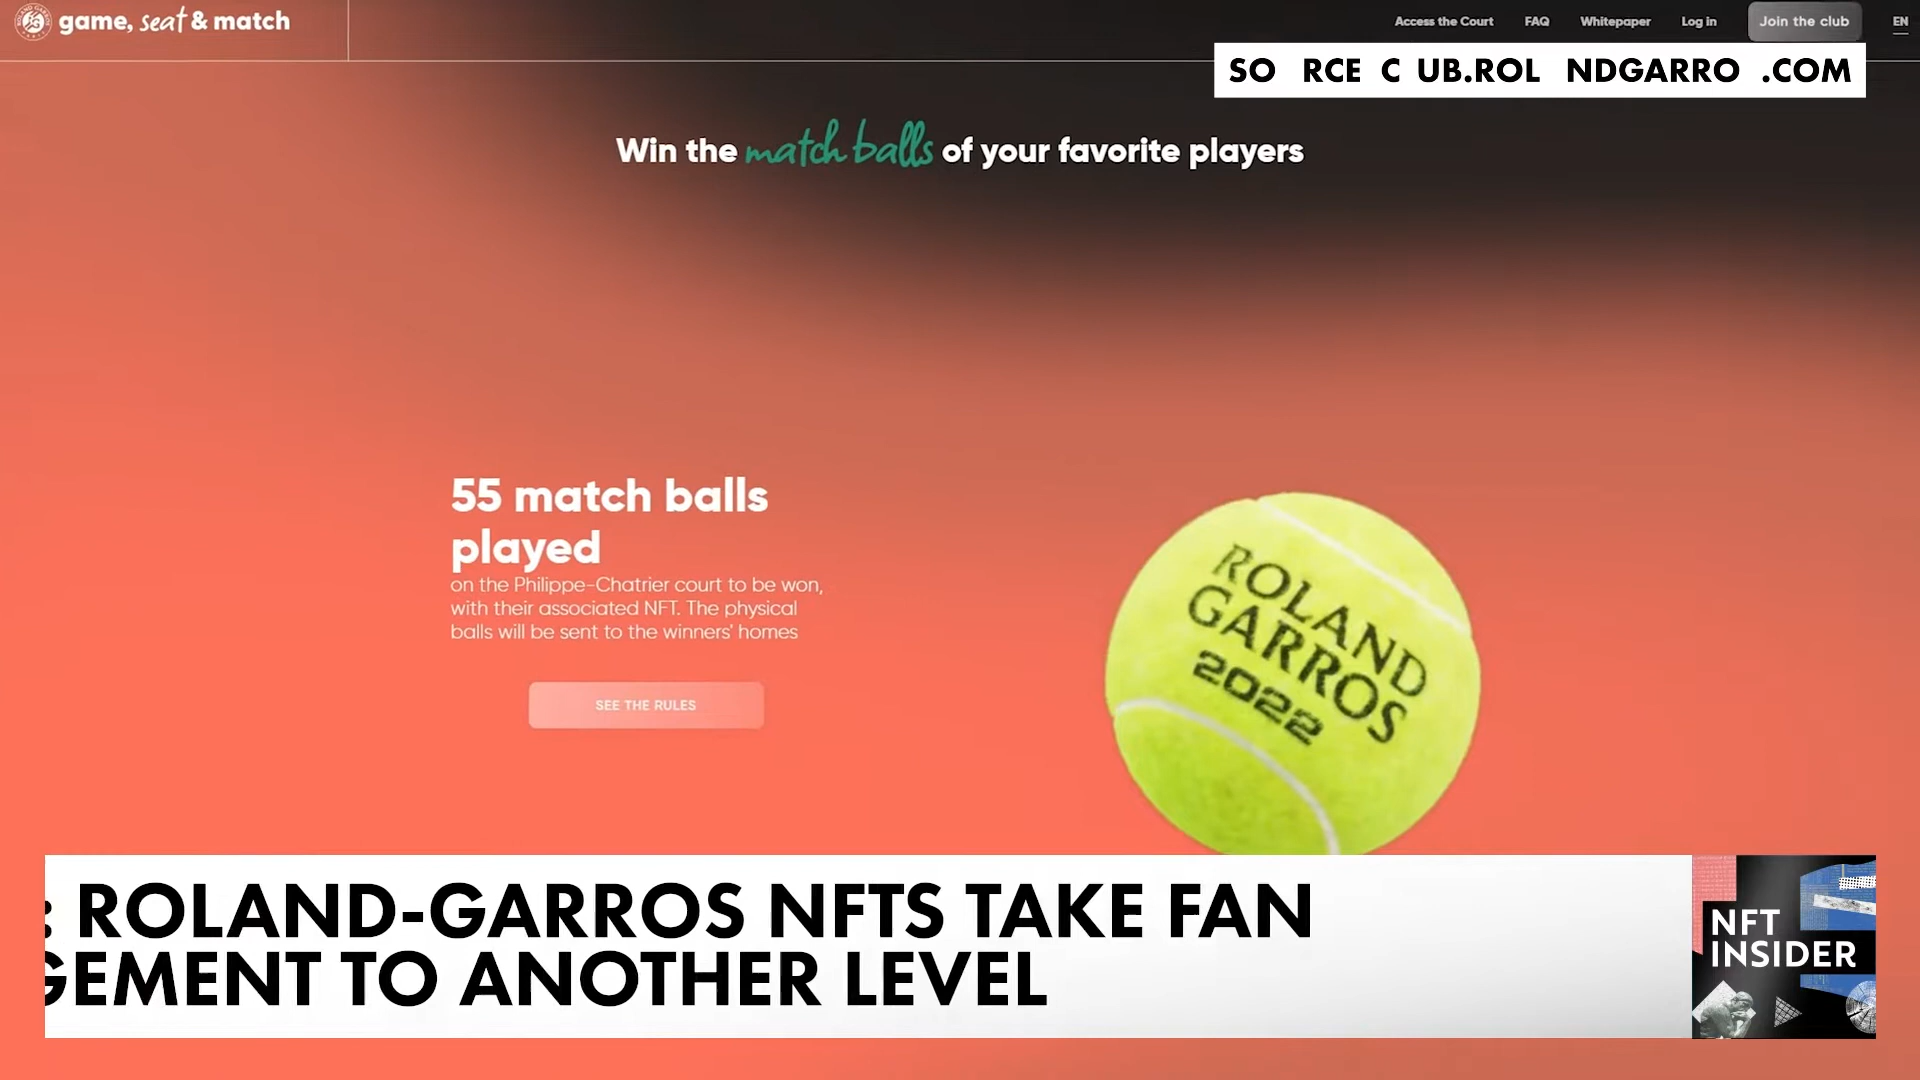 game, seat & match
Access the Court
FAQ
Whitepaper
Log in
Join the club
EN
SO RCE C UB.ROL NDGARRO .COM
Win the match balls of your favorite players
55 match balls
played
on the Philippe-Chatrier court to be won,
with their associated NFT. The physical
balls will be sent to the winners' homes
SEE THE RULES
ROLAND
GARROS
2022
: ROLAND-GARROS NFTS TAKE FAN
GEMENT TO ANOTHER LEVEL
NFT
INSIDER